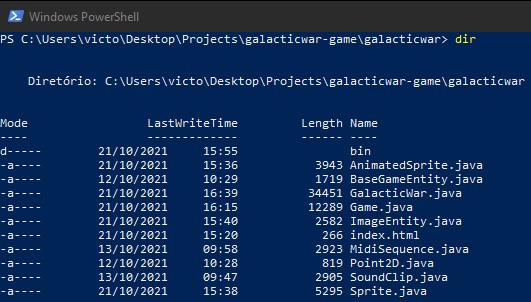 Windows PowerShell
PS C:\Users\victo\Desktop\Projects\galacticwar-game\galacticwar> dir
Diretório: C:\Users\victo\Desktop\Projects\galacticwar-game\galacticwar
Mode LastWriteTime Length Name
---- ------------- ------ ----
d----- 21/10/2021 15:55 bin
-a---- 21/10/2021 15:36 3943 AnimatedSprite.java
-a---- 12/10/2021 10:29 1719 BaseGameEntity.java
-a---- 21/10/2021 16:39 34451 GalacticWar.java
-a---- 21/10/2021 16:15 12289 Game.java
-a---- 21/10/2021 15:40 2582 ImageEntity.java
-a---- 21/10/2021 15:20 266 index.html
-a---- 13/10/2021 09:58 2923 MidiSequence.java
-a---- 12/10/2021 10:28 819 Point2D.java
-a---- 13/10/2021 09:47 2905 SoundClip.java
-a---- 21/10/2021 15:38 5295 Sprite.java